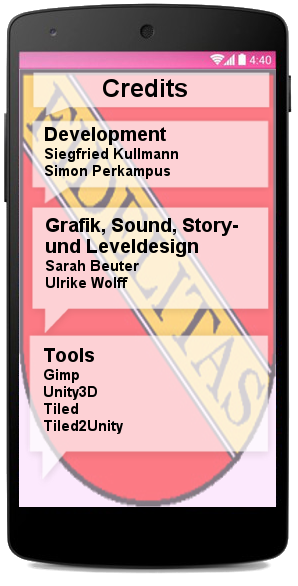 4:40
Credits
FIDELITAS
Development
Siegfried Kullmann
Simon Perkampus
Grafik, Sound, Story-
und Leveldesign
Sarah Beuter
Ulrike Wolff
Tools
Gimp
Unity3D
Tiled
Tiled2Unity